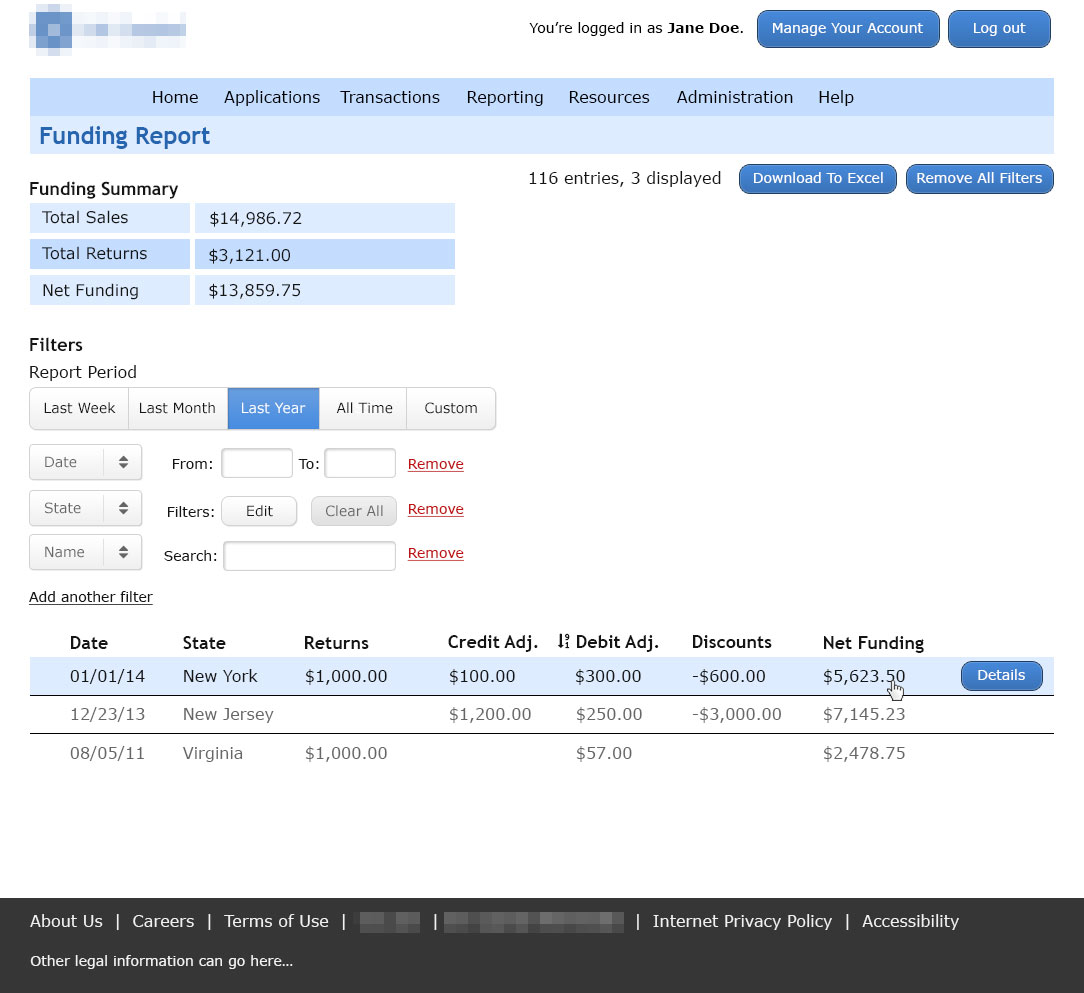 You’re logged in as Jane Doe. Manage Your Account Log out
Home Applications Transactions Reporting Resources Administration Help
Funding Report
116 entries, 3 displayed Download To Excel Remove All Filters
Funding Summary
Total Sales $14,986.72
Total Returns $3,121.00
Net Funding $13,859.75
Filters
Report Period
Last Week Last Month Last Year All Time Custom
Date From: To: Remove
State Filters: Edit Clear All Remove
Name Search: Remove
Add another filter
Date State Returns Credit Adj. Debit Adj. Discounts Net Funding
01/01/14 New York $1,000.00 $100.00 $300.00 -$600.00 $5,623.50 Details
12/23/13 New Jersey $1,200.00 $250.00 -$3,000.00 $7,145.23
08/05/11 Virginia $1,000.00 $57.00 $2,478.75
About Us | Careers | Terms of Use | | | Internet Privacy Policy | Accessibility
Other legal information can go here...